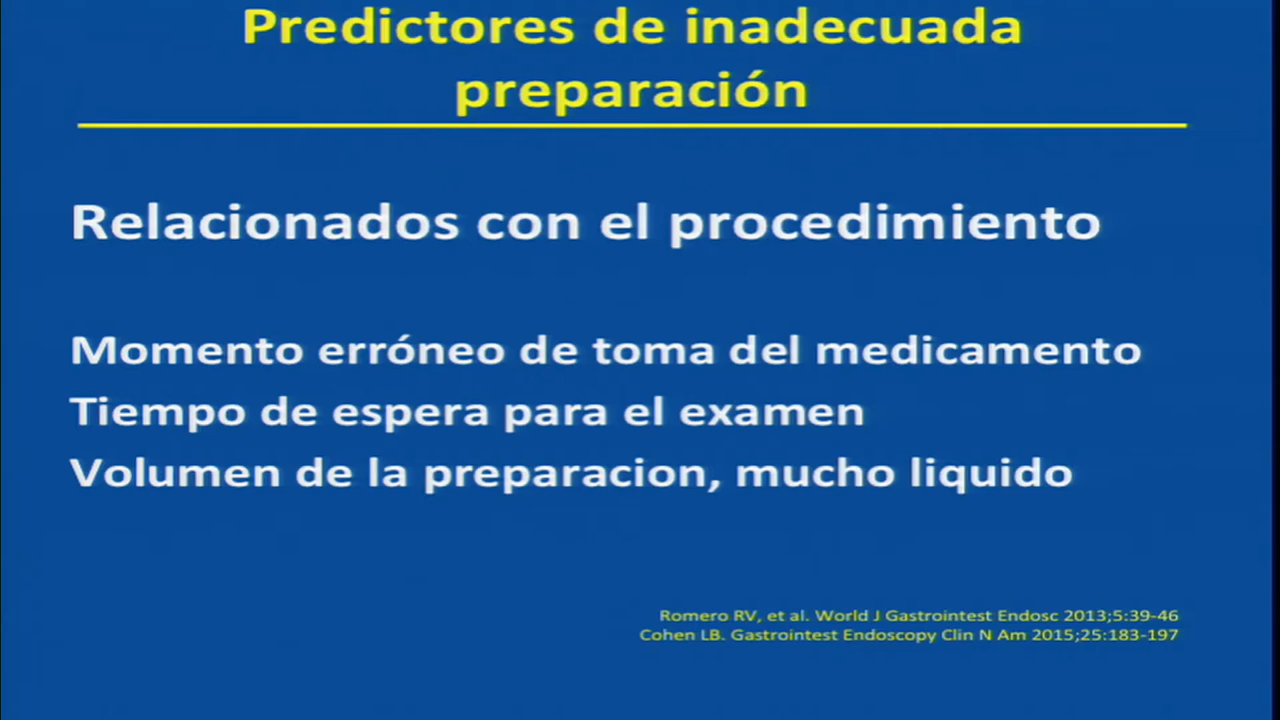 Predictores de inadecuada
preparación
Relacionados con el procedimiento
Momento erróneo de toma del medicamento
Tiempo de espera para el examen
Volumen de la preparacion, mucho liquido
Romero RV, et al. World J Gastrointest Endosc 2013;5:39-46
Cohen LB. Gastrointest Endoscopy Clin N Am 2015;25:183-197